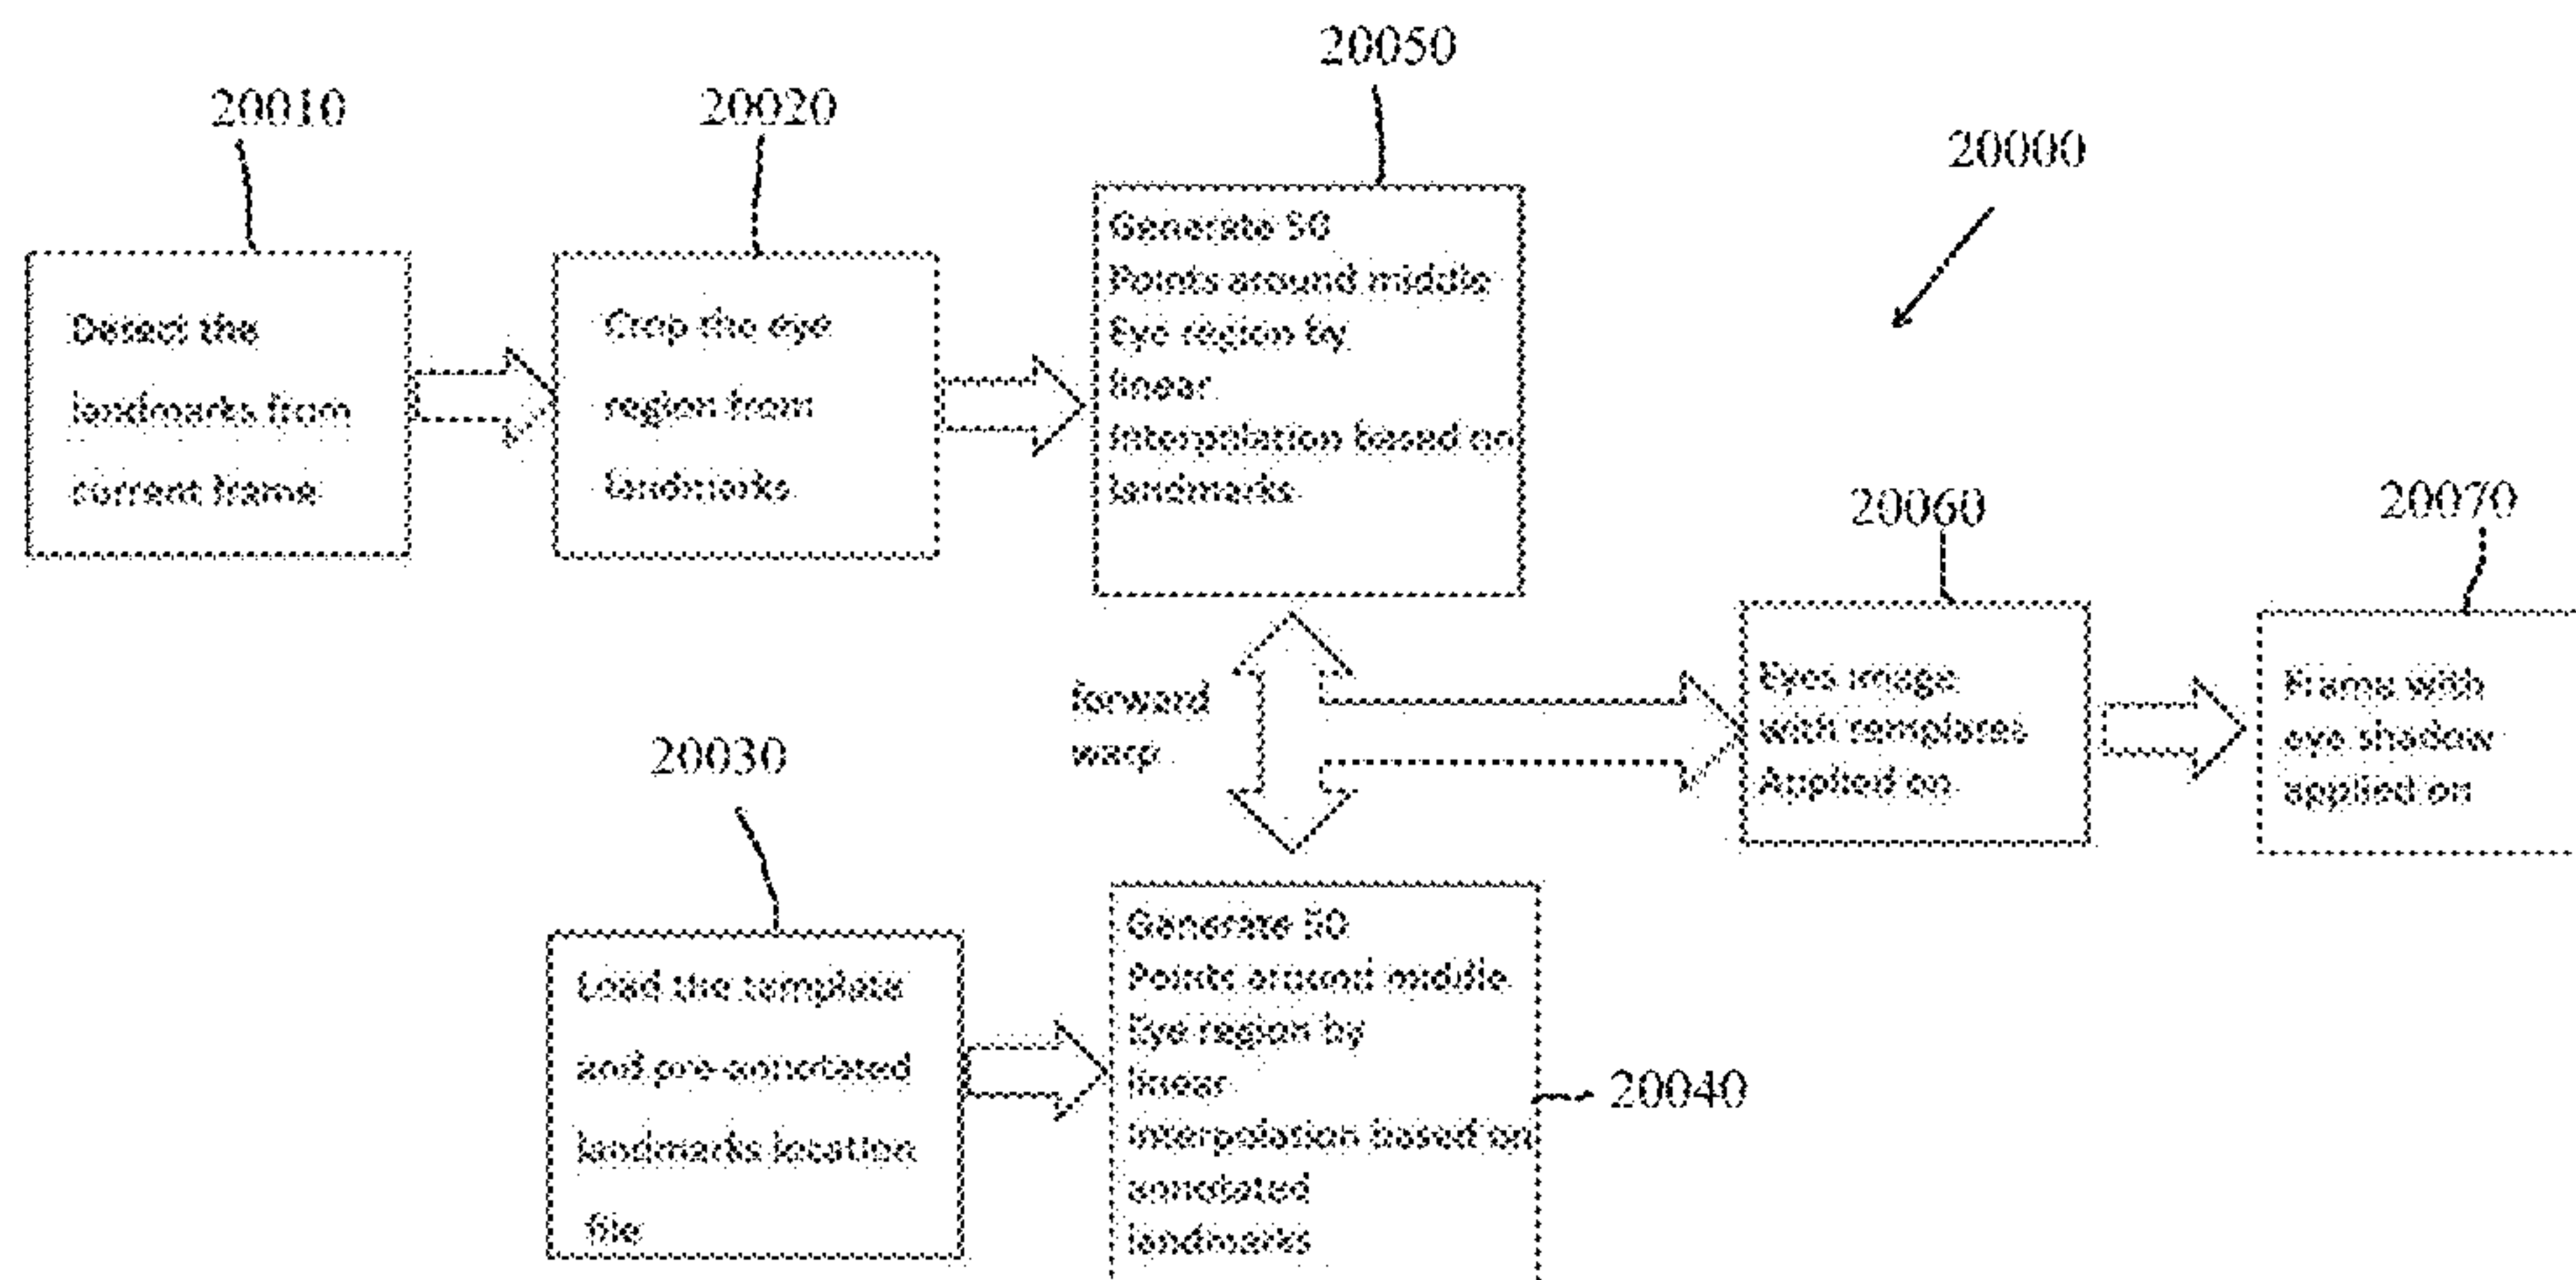 20050
20010
20020
20000
Detect the
landmarks from
current frame
Crop the eye
region from
landmarks
Generate 50
Points around middle
Eye region by
linear
Interpolation based on
landmarks
20060
20070
forward
warp
Eyes image
with templates
Applied on
Frame with
eye shadow
applied on
20030
Load the template
and pre-annotated
landmarks location
file
Generate 50
Points around middle
Eye region by
linear
Interpolation based on
annotated
landmarks
20040